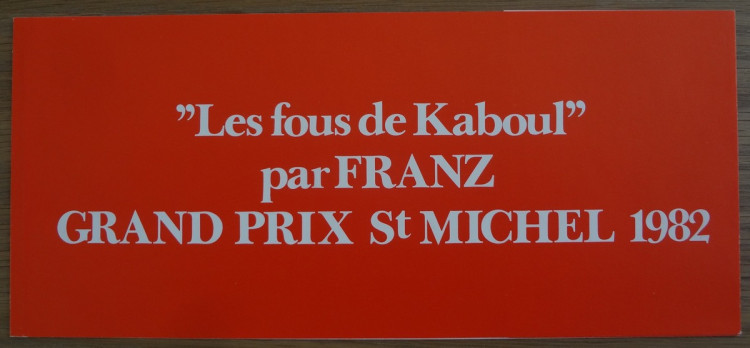 ”Les fous de Kaboul”
par FRANZ
GRAND PRIX St MICHEL 1982